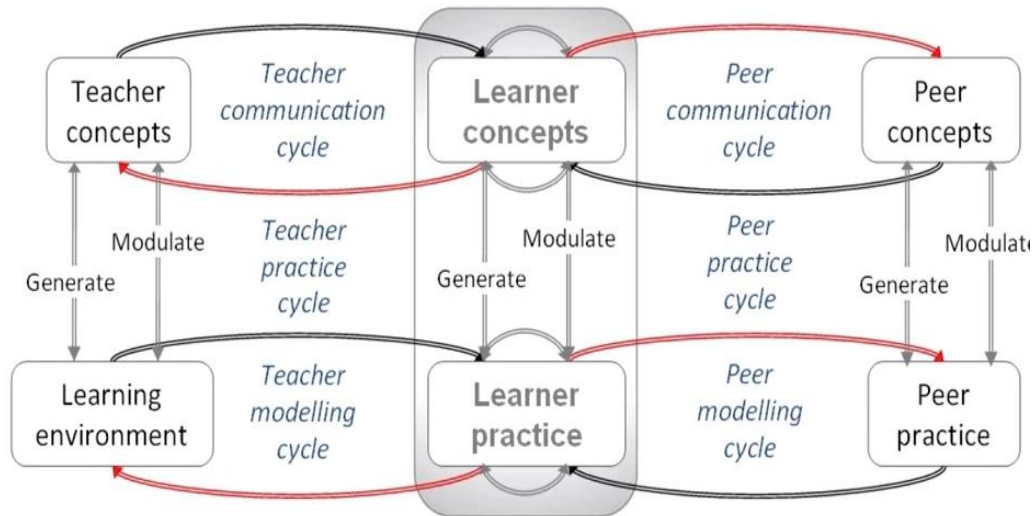 Teacher
concepts
Teacher
communication
cycle
Learner
concepts
Peer
communication
cycle
Peer
concepts
Generate
Modulate
Teacher
practice
cycle
Generate
Modulate
Peer
practice
cycle
Generate
Modulate
Learning
environment
Teacher
modelling
cycle
Learner
practice
Peer
modelling
cycle
Peer
practice